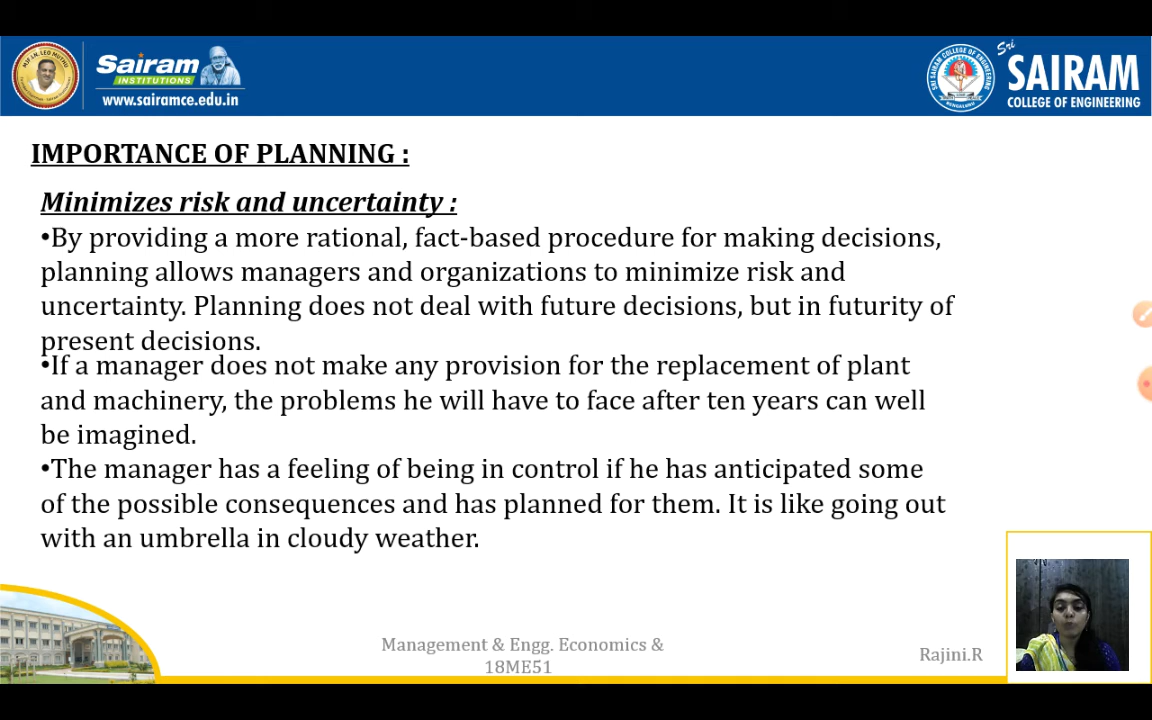 Sairam
INSTITUTIONS
www.sairamce.edu.in
Sri
SAIRAM
COLLEGE OF ENGINEERING
IMPORTANCE OF PLANNING :
Minimizes risk and uncertainty :
•By providing a more rational, fact-based procedure for making decisions,
planning allows managers and organizations to minimize risk and
uncertainty. Planning does not deal with future decisions, but in futurity of
present decisions.
•If a manager does not make any provision for the replacement of plant
and machinery, the problems he will have to face after ten years can well
be imagined.
•The manager has a feeling of being in control if he has anticipated some
of the possible consequences and has planned for them. It is like going out
with an umbrella in cloudy weather.
Management & Engg. Economics &
18ME51
Rajini.R